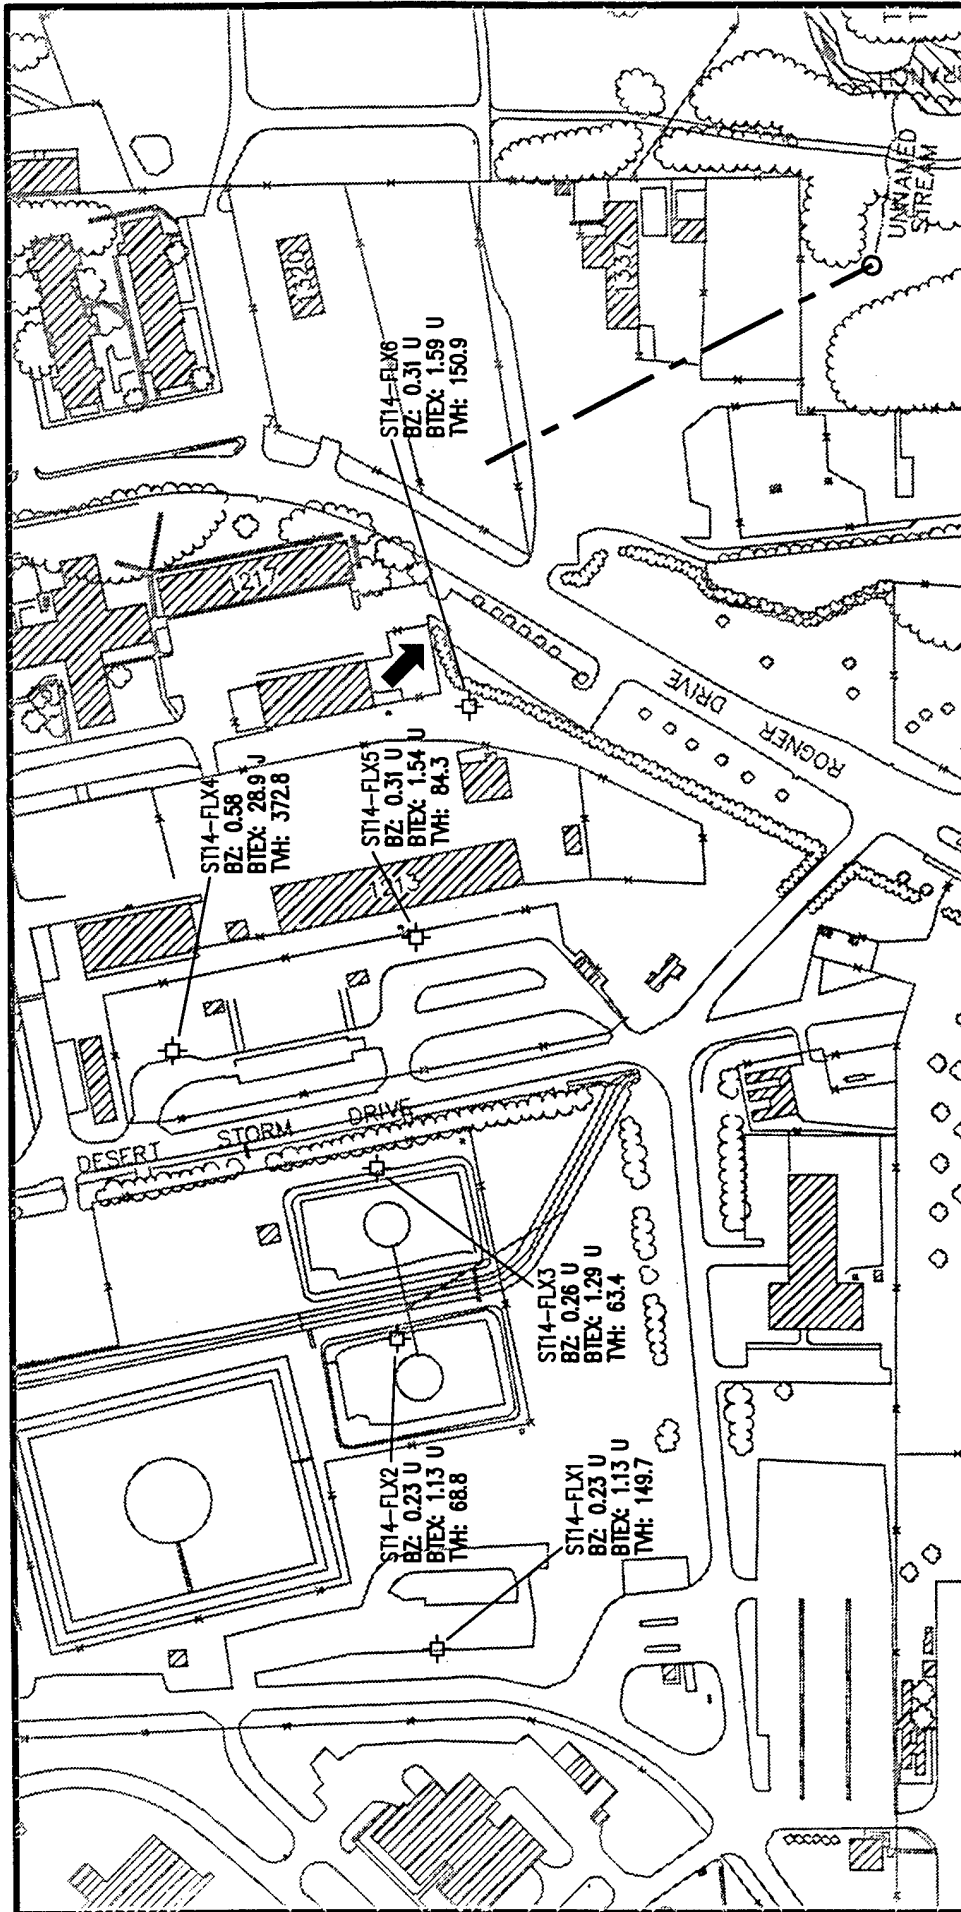 ST14-FLX1
BZ: 0.23 U
BTEX: 1.13 U
TVH: 149.7
ST14-FLX2
BZ: 0.23 U
BTEX: 1.13 U
TVH: 68.8
ST14-FLX3
BZ: 0.26 U
BTEX: 1.29 U
TVH: 63.4
ST14-FLX4
BZ: 0.58
BTEX: 28.9 J
TVH: 372.8
ST14-FLX5
BZ: 0.31 U
BTEX: 1.54 U
TVH: 84.3
ST14-FLX6
BZ: 0.31 U
BTEX: 1.59 U
TVH: 150.9
DESERT STORM DRIVE
ROGNER DRIVE
1213
1217
1320
1337
UNNAMED
STREAM